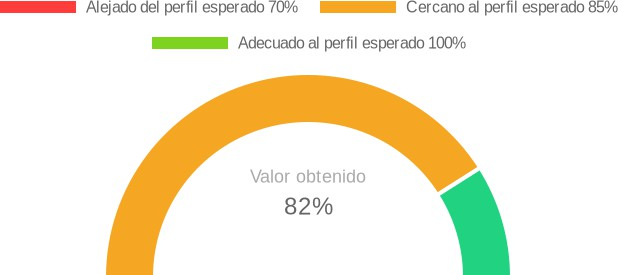 Alejado del perfil esperado 70% Cercano al perfil esperado 85%
Adecuado al perfil esperado 100%
Valor obtenido
82%